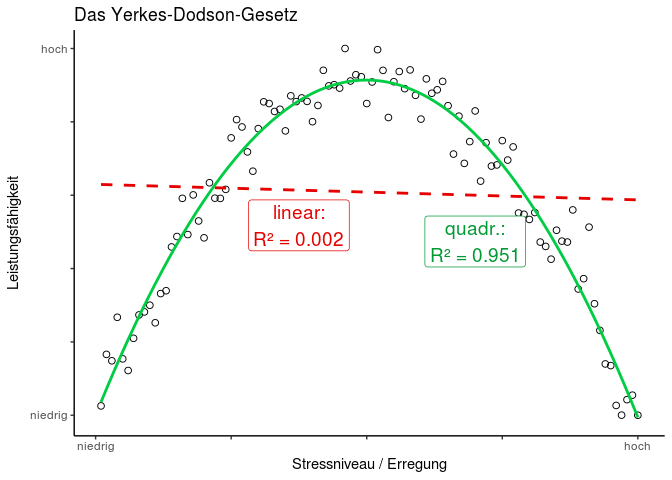 Das Yerkes-Dodson-Gesetz
hoch
Leistungsfähigkeit
linear:
R² = 0.002
quadr.:
R² = 0.951
niedrig
niedrig
hoch
Stressniveau / Erregung